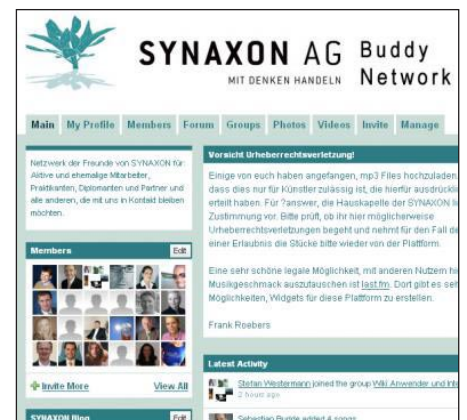 SYNAXON AG Buddy Network
MIT DENKEN HANDELN
Main My Profile Members Forum Groups Photos Videos Invite Manage
Netzwerk der Freunde von SYNAXON für:
Aktive und ehemalige Mitarbeiter,
Praktikanten, Diplomanten und Partner und
alle anderen, die mit uns in Kontakt bleiben
möchten.
Members Edit
Invite More View All
SYNAXON Blog Edit
Vorsicht Urheberrechtsverletzung!
Einige von euch haben angefangen, mp3 Files hochzuladen.
dass dies nur für Künstler zulässig ist, die hierfür ausdrücklic
erteilt haben. Für ?answer, die Hauskapelle der SYNAXON li
Zustimmung vor. Bitte prüft, ob ihr hier möglicherweise
Urheberrechtsverletzungen begeht und nehmt für den Fall de
einer Erlaubnis die Stücke bitte wieder von der Plattform.
Eine sehr schöne legale Möglichkeit, mit anderen Nutzern hi
Musikgeschmack auszutauschen ist last.fm. Dort gibt es seh
Möglichkeiten, Widgets für diese Plattform zu erstellen.
Frank Roebers
Latest Activity
Stefan Westermann joined the group Wiki Anwender und Inte
2 hours ago
Sebastian Budde added 4 songs